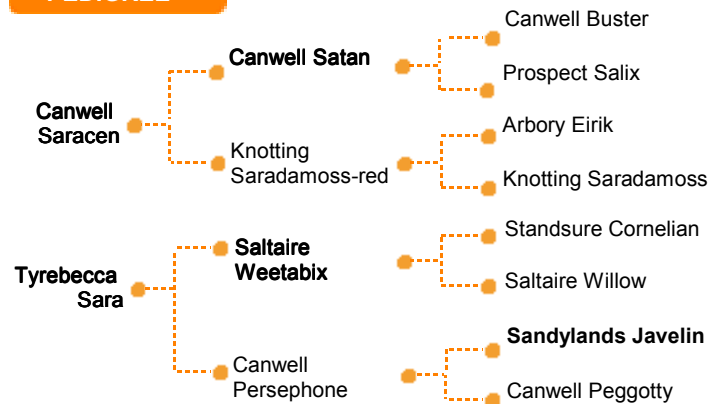 Canwell Buster
Canwell Satan
Prospect Salix
Canwell
Saracen
Arbory Eirik
Knotting
Saradamoss-red
Knotting Saradamoss
Standsure Cornelian
Saltaire
Weetabix
Tyrebecca
Sara
Saltaire Willow
Sandylands Javelin
Canwell
Persephone
Canwell Peggotty